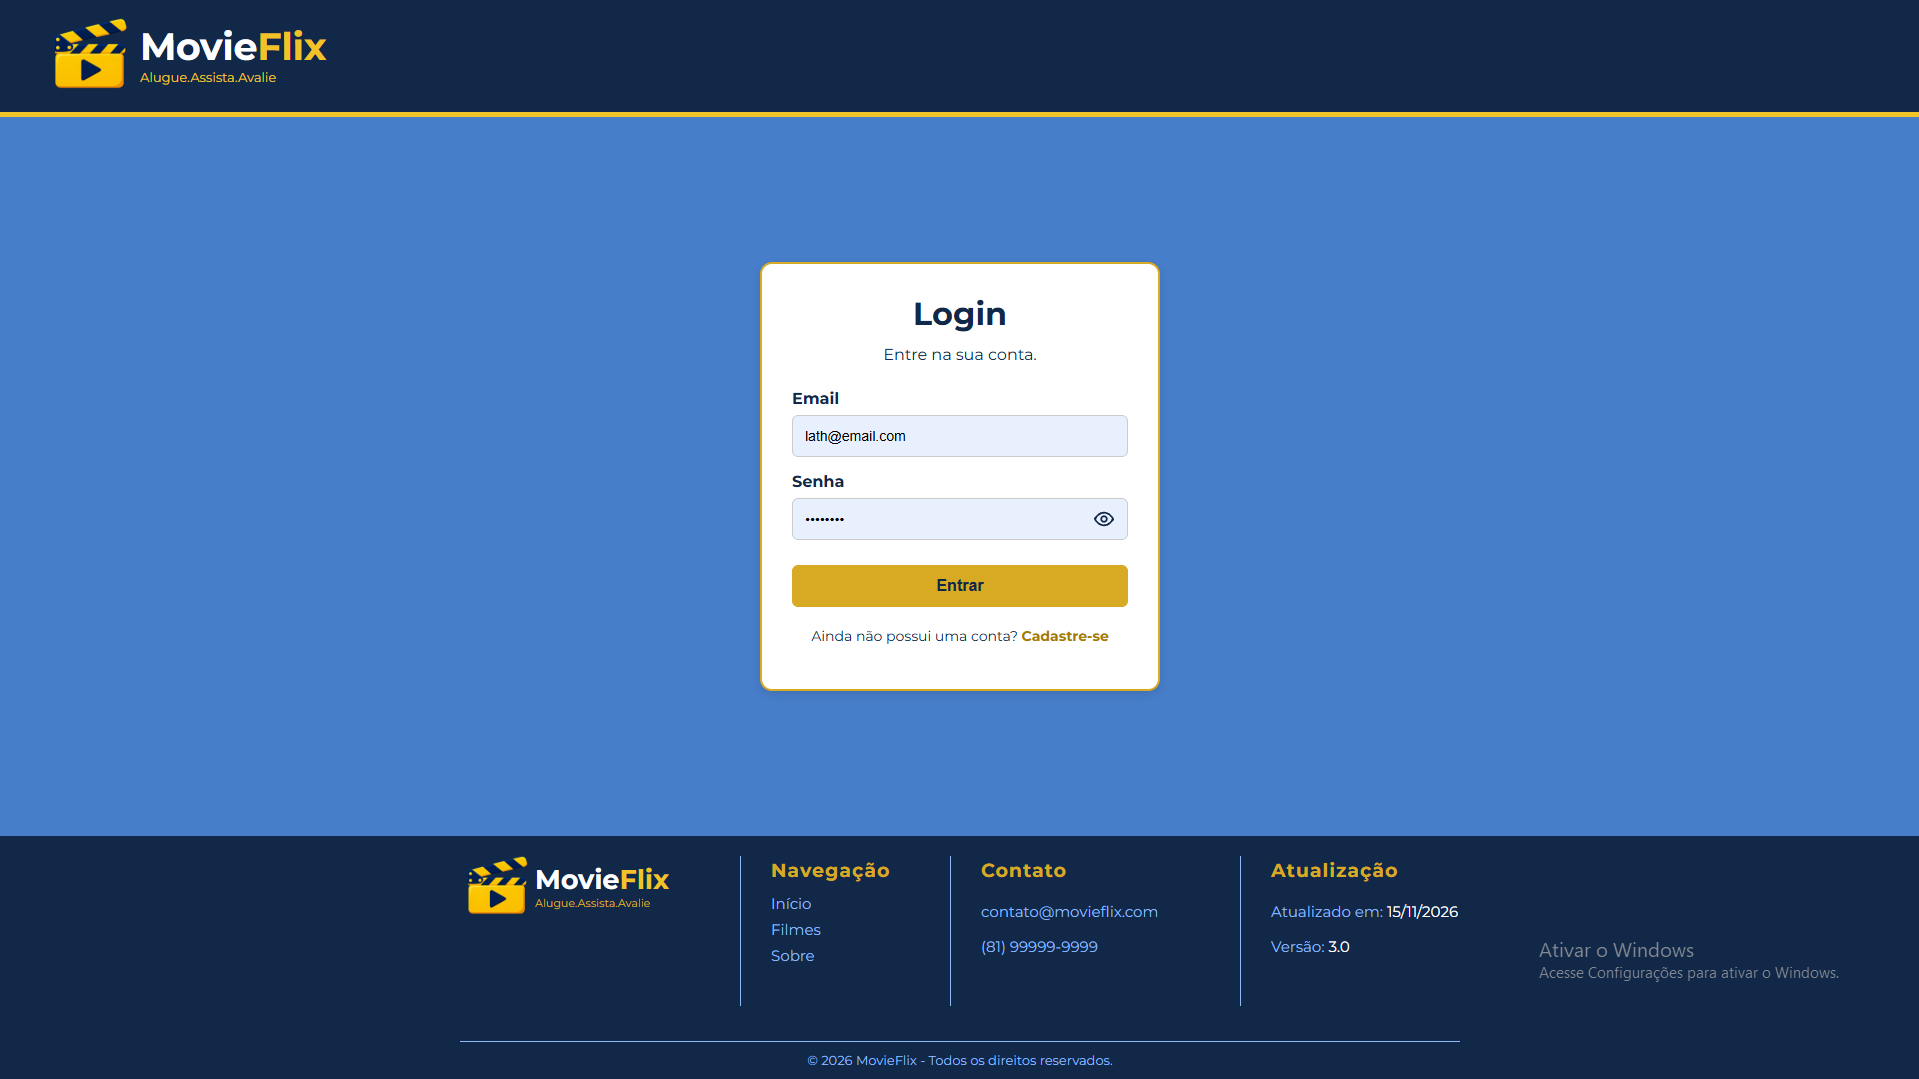 MovieFlix
Alugue.Assista.Avalie
Login
Entre na sua conta.
Email
lath@email.com
Senha
••••••••
Entrar
Ainda não possui uma conta? Cadastre-se
MovieFlix
Alugue.Assista.Avalie
Navegação
Início
Filmes
Sobre
Contato
contato@movieflix.com
(81) 99999-9999
Atualização
Atualizado em: 15/11/2026
Versão: 3.0
Ativar o Windows
Acesse Configurações para ativar o Windows.
© 2026 MovieFlix - Todos os direitos reservados.